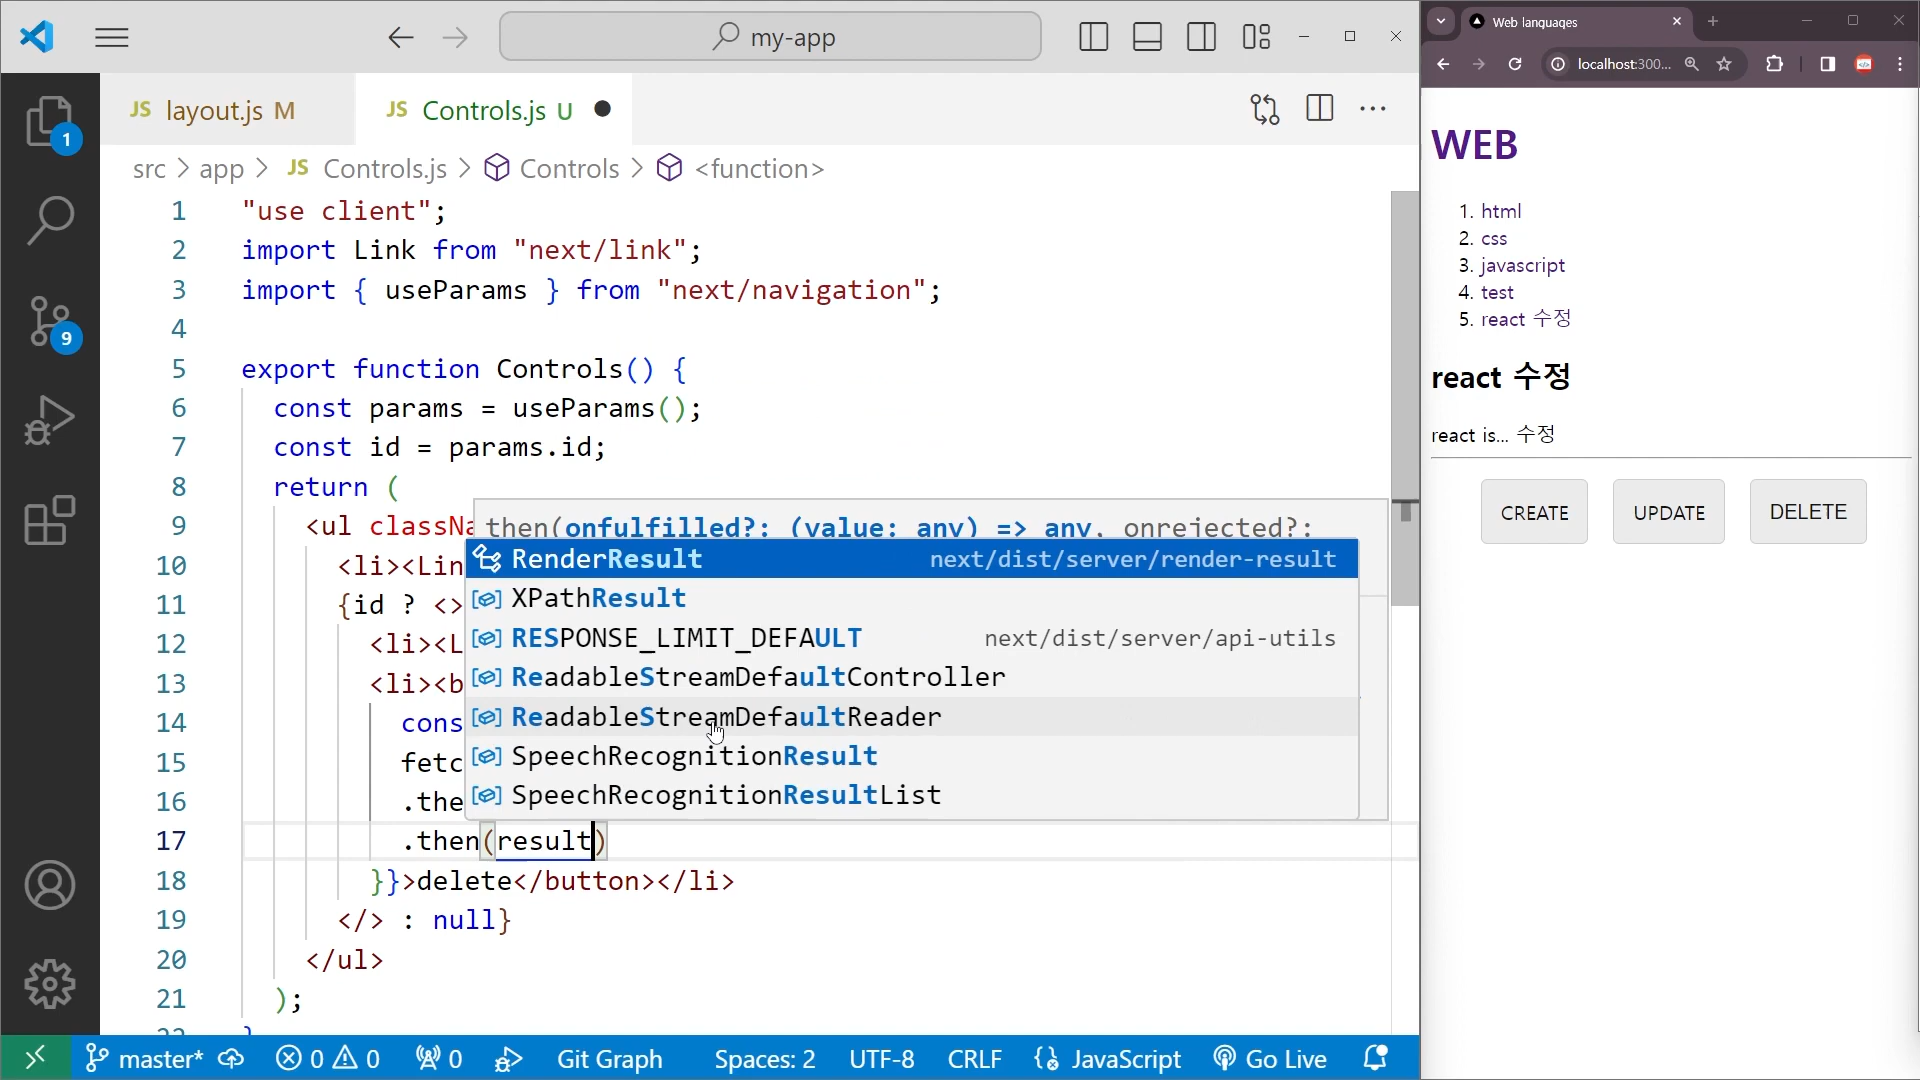 my-app
JS layout.js M
JS Controls.js U
src > app > JS Controls.js > Controls > <function>
1 "use client";
2 import Link from "next/link";
3 import { useParams } from "next/navigation";
4
5 export function Controls() {
6 const params = useParams();
7 const id = params.id;
8 return (
9 <ul classNa
then(onfulfilled?: (value: any) => any, onrejected?:
10 <li><Lin
RenderResult next/dist/server/render-result
11 {id ? <>
XPathResult
12 <li><L
RESPONSE_LIMIT_DEFAULT next/dist/server/api-utils
13 <li><b
ReadableStreamDefaultController
14 cons
ReadableStreamDefaultReader
15 fetc
SpeechRecognitionResult
16 .the
SpeechRecognitionResultList
17 .then(result)
18 }}>delete</button></li>
19 </> : null}
20 </ul>
21 );
22 }
1
9
master* 0 0 0 Git Graph Spaces: 2 UTF-8 CRLF JavaScript Go Live
Web languages
localhost:300...
WEB
1. html
2. css
3. javascript
4. test
5. react 수정
react 수정
react is... 수정
CREATE UPDATE DELETE